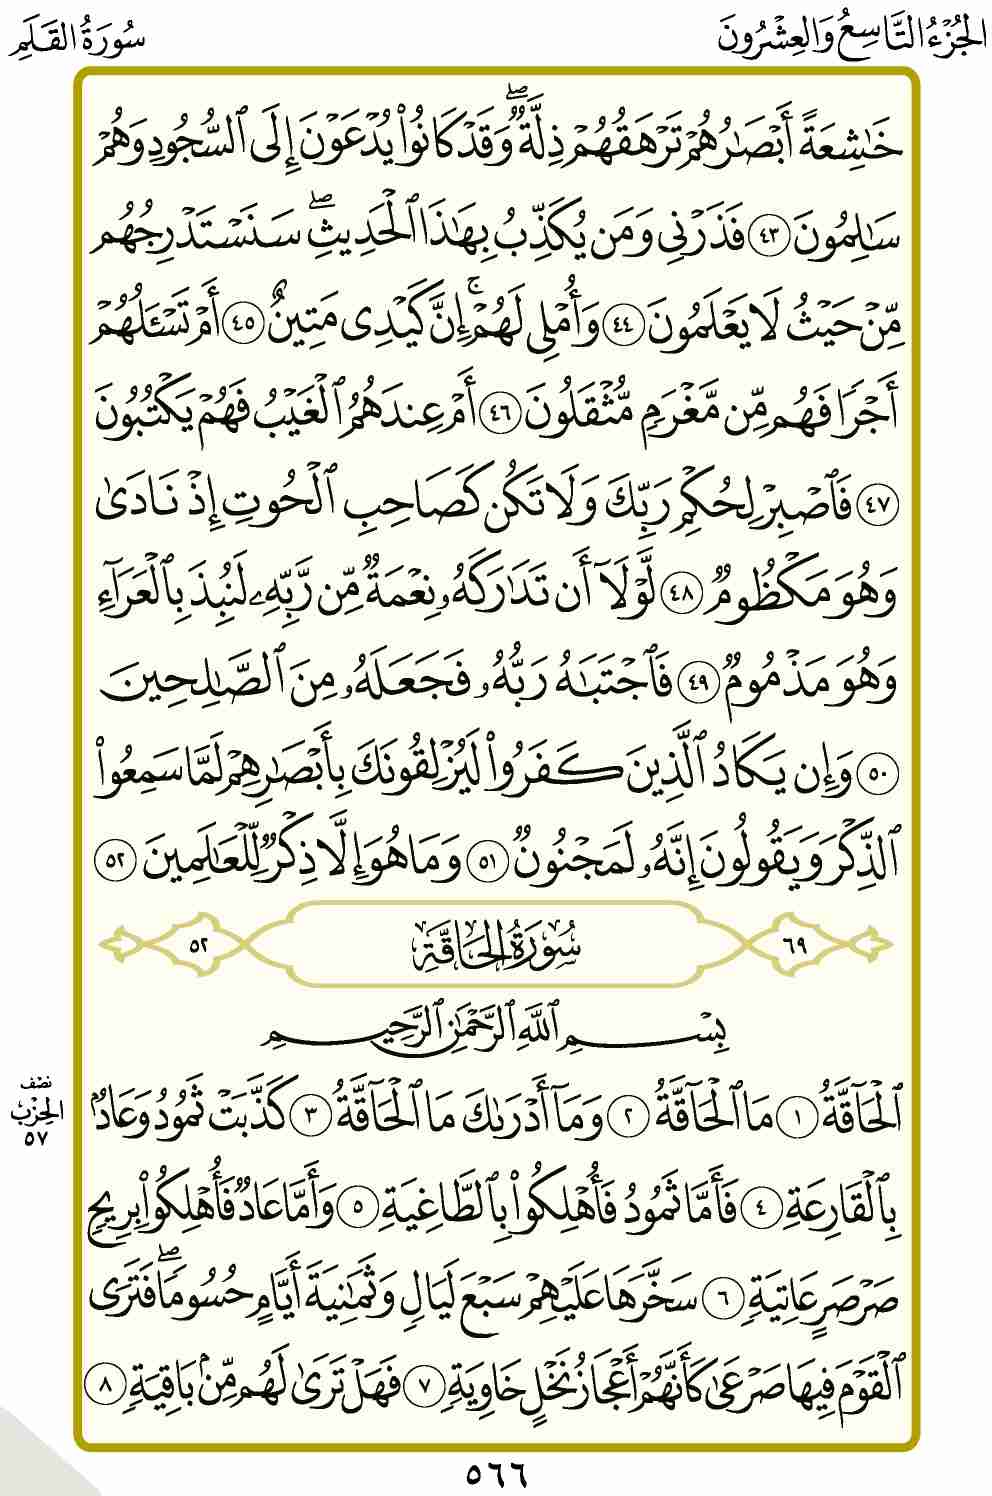 الجُزْءُ التَّاسِعُ وَالعِشْرُونَ
سُورَةُ القَلَمِ
خَٰشِعَةً أَبْصَٰرُهُمْ تَرْهَقُهُمْ ذِلَّةٌۖ وَقَدْ كَانُوا۟ يُدْعَوْنَ إِلَى ٱلسُّجُودِ وَهُمْ
سَٰلِمُونَ ٤٣ فَذَرْنِى وَمَن يُكَذِّبُ بِهَٰذَا ٱلْحَدِيثِۖ سَنَسْتَدْرِجُهُم
مِّنْ حَيْثُ لَا يَعْلَمُونَ ٤٤ وَأُمْلِى لَهُمْۚ إِنَّ كَيْدِى مَتِينٌ ٤٥ أَمْ تَسْـَٔلُهُمْ
أَجْرًا فَهُم مِّن مَّغْرَمٍ مُّثْقَلُونَ ٤٦ أَمْ عِندَهُمُ ٱلْغَيْبُ فَهُمْ يَكْتُبُونَ
٤٧ فَٱصْبِرْ لِحُكْمِ رَبِّكَ وَلَا تَكُن كَصَاحِبِ ٱلْحُوتِ إِذْ نَادَىٰ
وَهُوَ مَكْظُومٌ ٤٨ لَّوْلَآ أَن تَدَٰرَكَهُۥ نِعْمَةٌ مِّن رَّبِّهِۦ لَنُبِذَ بِٱلْعَرَآءِ
وَهُوَ مَذْمُومٌ ٤٩ فَٱجْتَبَٰهُ رَبُّهُۥ فَجَعَلَهُۥ مِنَ ٱلصَّٰلِحِينَ
٥٠ وَإِن يَكَادُ ٱلَّذِينَ كَفَرُوا۟ لَيُزْلِقُونَكَ بِأَبْصَٰرِهِمْ لَمَّا سَمِعُوا۟
ٱلذِّكْرَ وَيَقُولُونَ إِنَّهُۥ لَمَجْنُونٌ ٥١ وَمَا هُوَ إِلَّا ذِكْرٌ لِّلْعَٰلَمِينَ ٥٢
٦٩ سُورَةُ الحَاقَّةِ ٥٢
بِسْمِ ٱللَّهِ ٱلرَّحْمَٰنِ ٱلرَّحِيمِ
ٱلْحَآقَّةُ ١ مَا ٱلْحَآقَّةُ ٢ وَمَآ أَدْرَىٰكَ مَا ٱلْحَآقَّةُ ٣ كَذَّبَتْ ثَمُودُ وَعَادٌۢ
بِٱلْقَارِعَةِ ٤ فَأَمَّا ثَمُودُ فَأُهْلِكُوا۟ بِٱلطَّاغِيَةِ ٥ وَأَمَّا عَادٌ فَأُهْلِكُوا۟ بِرِيحٍ
صَرْصَرٍ عَاتِيَةٍ ٦ سَخَّرَهَا عَلَيْهِمْ سَبْعَ لَيَالٍ وَثَمَٰنِيَةَ أَيَّامٍ حُسُومًاۖ فَتَرَى
ٱلْقَوْمَ فِيهَا صَرْعَىٰ كَأَنَّهُمْ أَعْجَازُ نَخْلٍ خَاوِيَةٍ ٧ فَهَلْ تَرَىٰ لَهُم مِّنۢ بَاقِيَةٍ ٨
نصف
الحِزْب
٥٧
٥٦٦